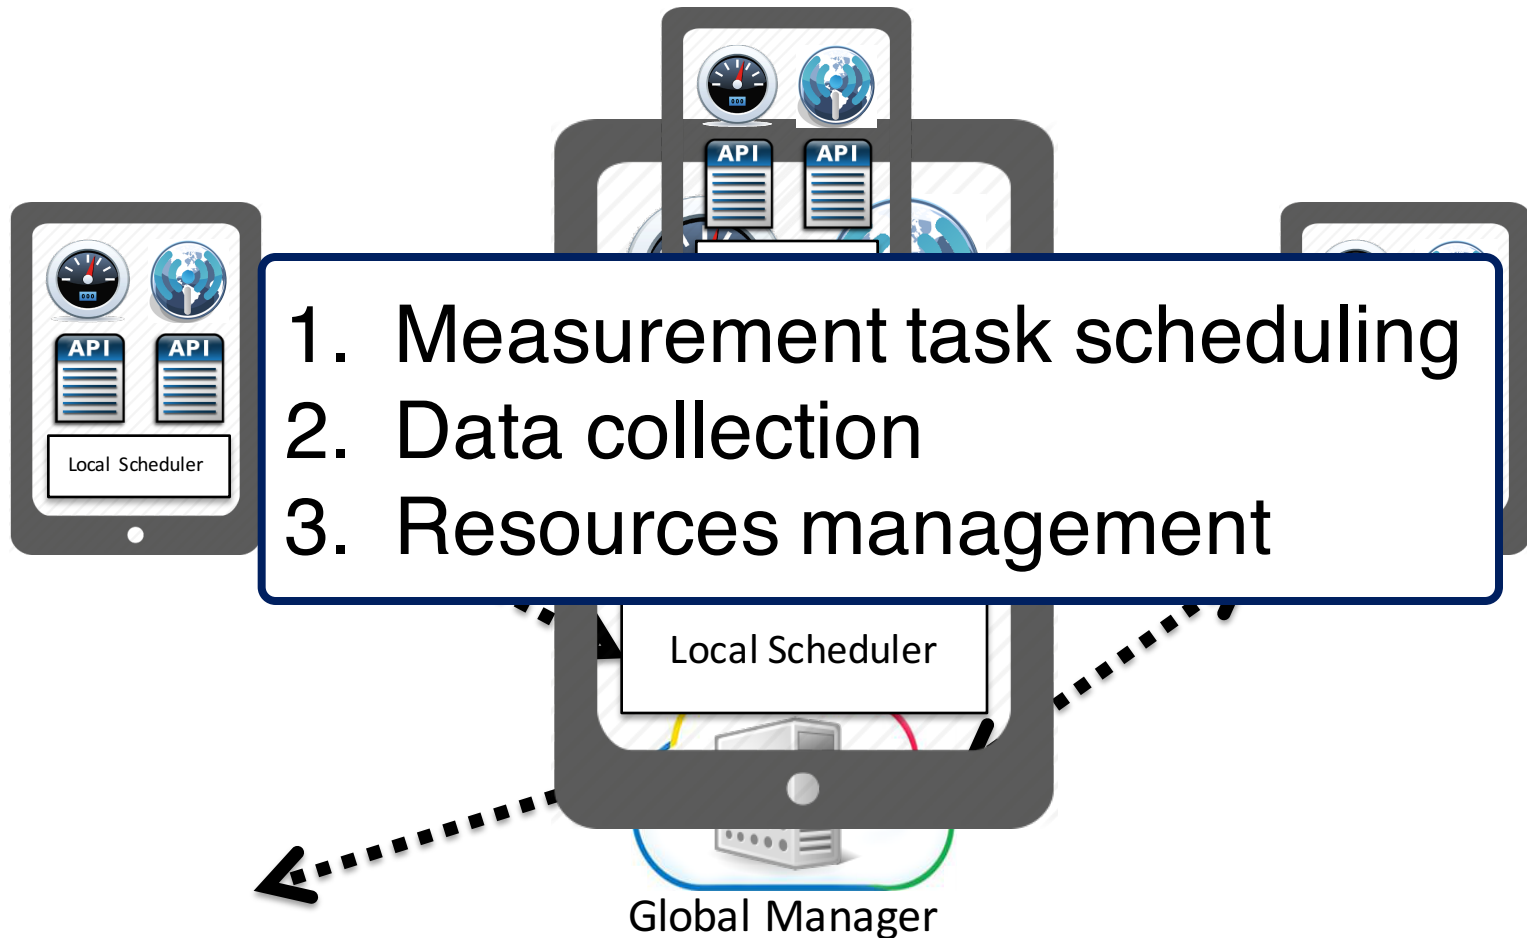 API API
API API
Local Scheduler
1. Measurement task scheduling
2. Data collection
3. Resources management
Local Scheduler
Global Manager